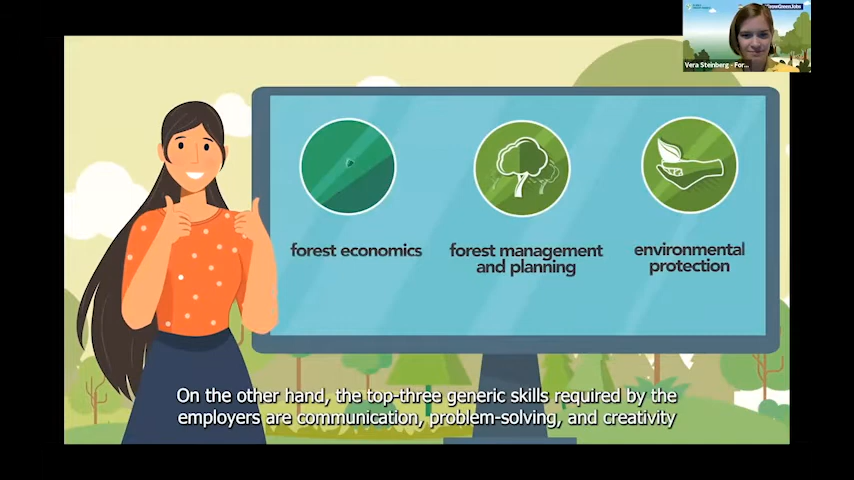 GrowGreenJobs
Vera Steinberg - For...
forest economics
forest management
and planning
environmental
protection
On the other hand, the top-three generic skills required by the
employers are communication, problem-solving, and creativity